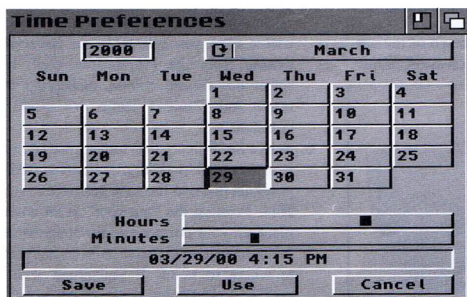 Time Preferences
2000 March
Sun Mon Tue Wed Thu Fri Sat
1 2 3 4
5 6 7 8 9 10 11
12 13 14 15 16 17 18
19 20 21 22 23 24 25
26 27 28 29 30 31
Hours
Minutes
03/29/00 4:15 PM
Save Use Cancel